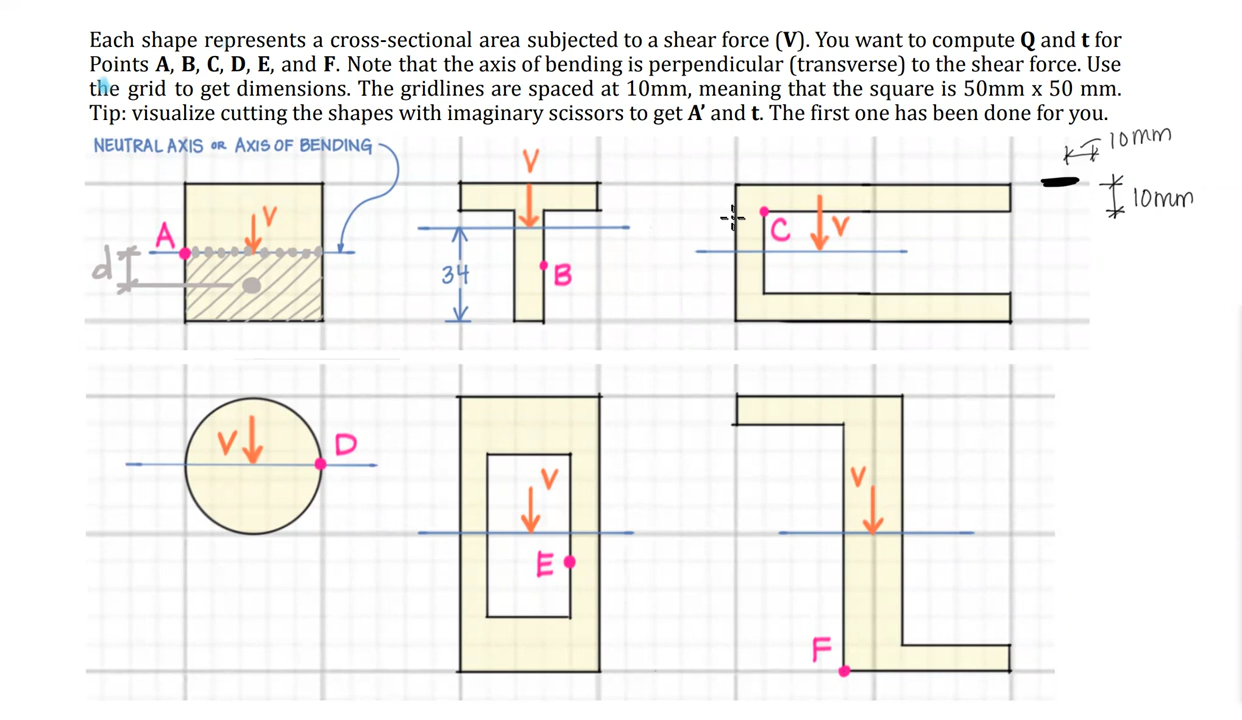 Each shape represents a cross-sectional area subjected to a shear force (V). You want to compute Q and t for
Points A, B, C, D, E, and F. Note that the axis of bending is perpendicular (transverse) to the shear force. Use
the grid to get dimensions. The gridlines are spaced at 10mm, meaning that the square is 50mm x 50 mm.
Tip: visualize cutting the shapes with imaginary scissors to get A’ and t. The first one has been done for you.
NEUTRAL AXIS OR AXIS OF BENDING
10mm
10mm
V
A
V
d
34
B
C
V
V
D
V
E
V
F